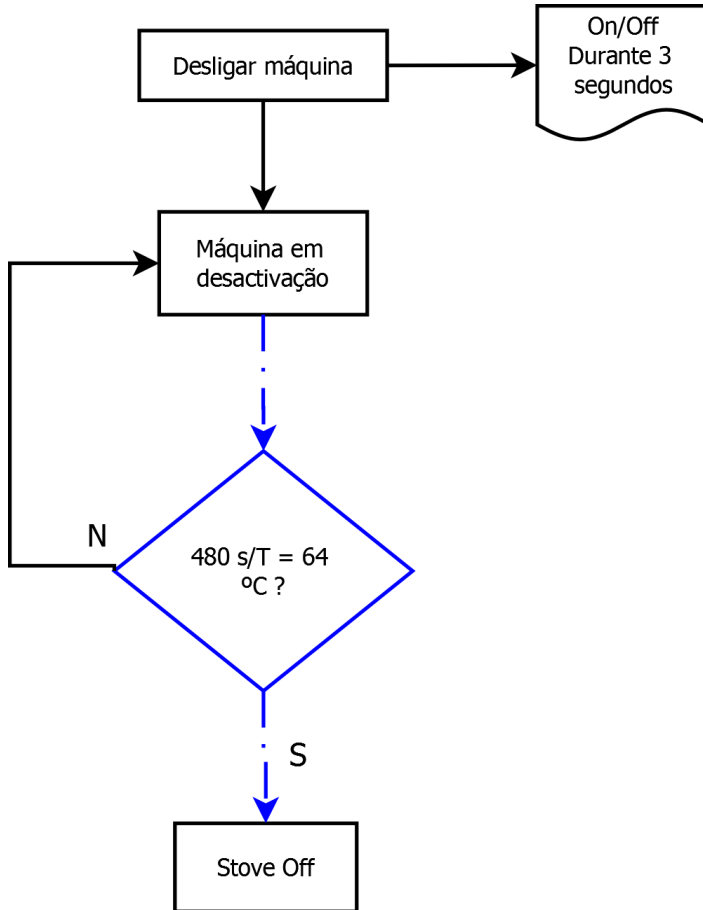 Desligar máquina
On/Off
Durante 3
segundos
Máquina em
desactivação
N
480 s/T = 64
ºC ?
S
Stove Off